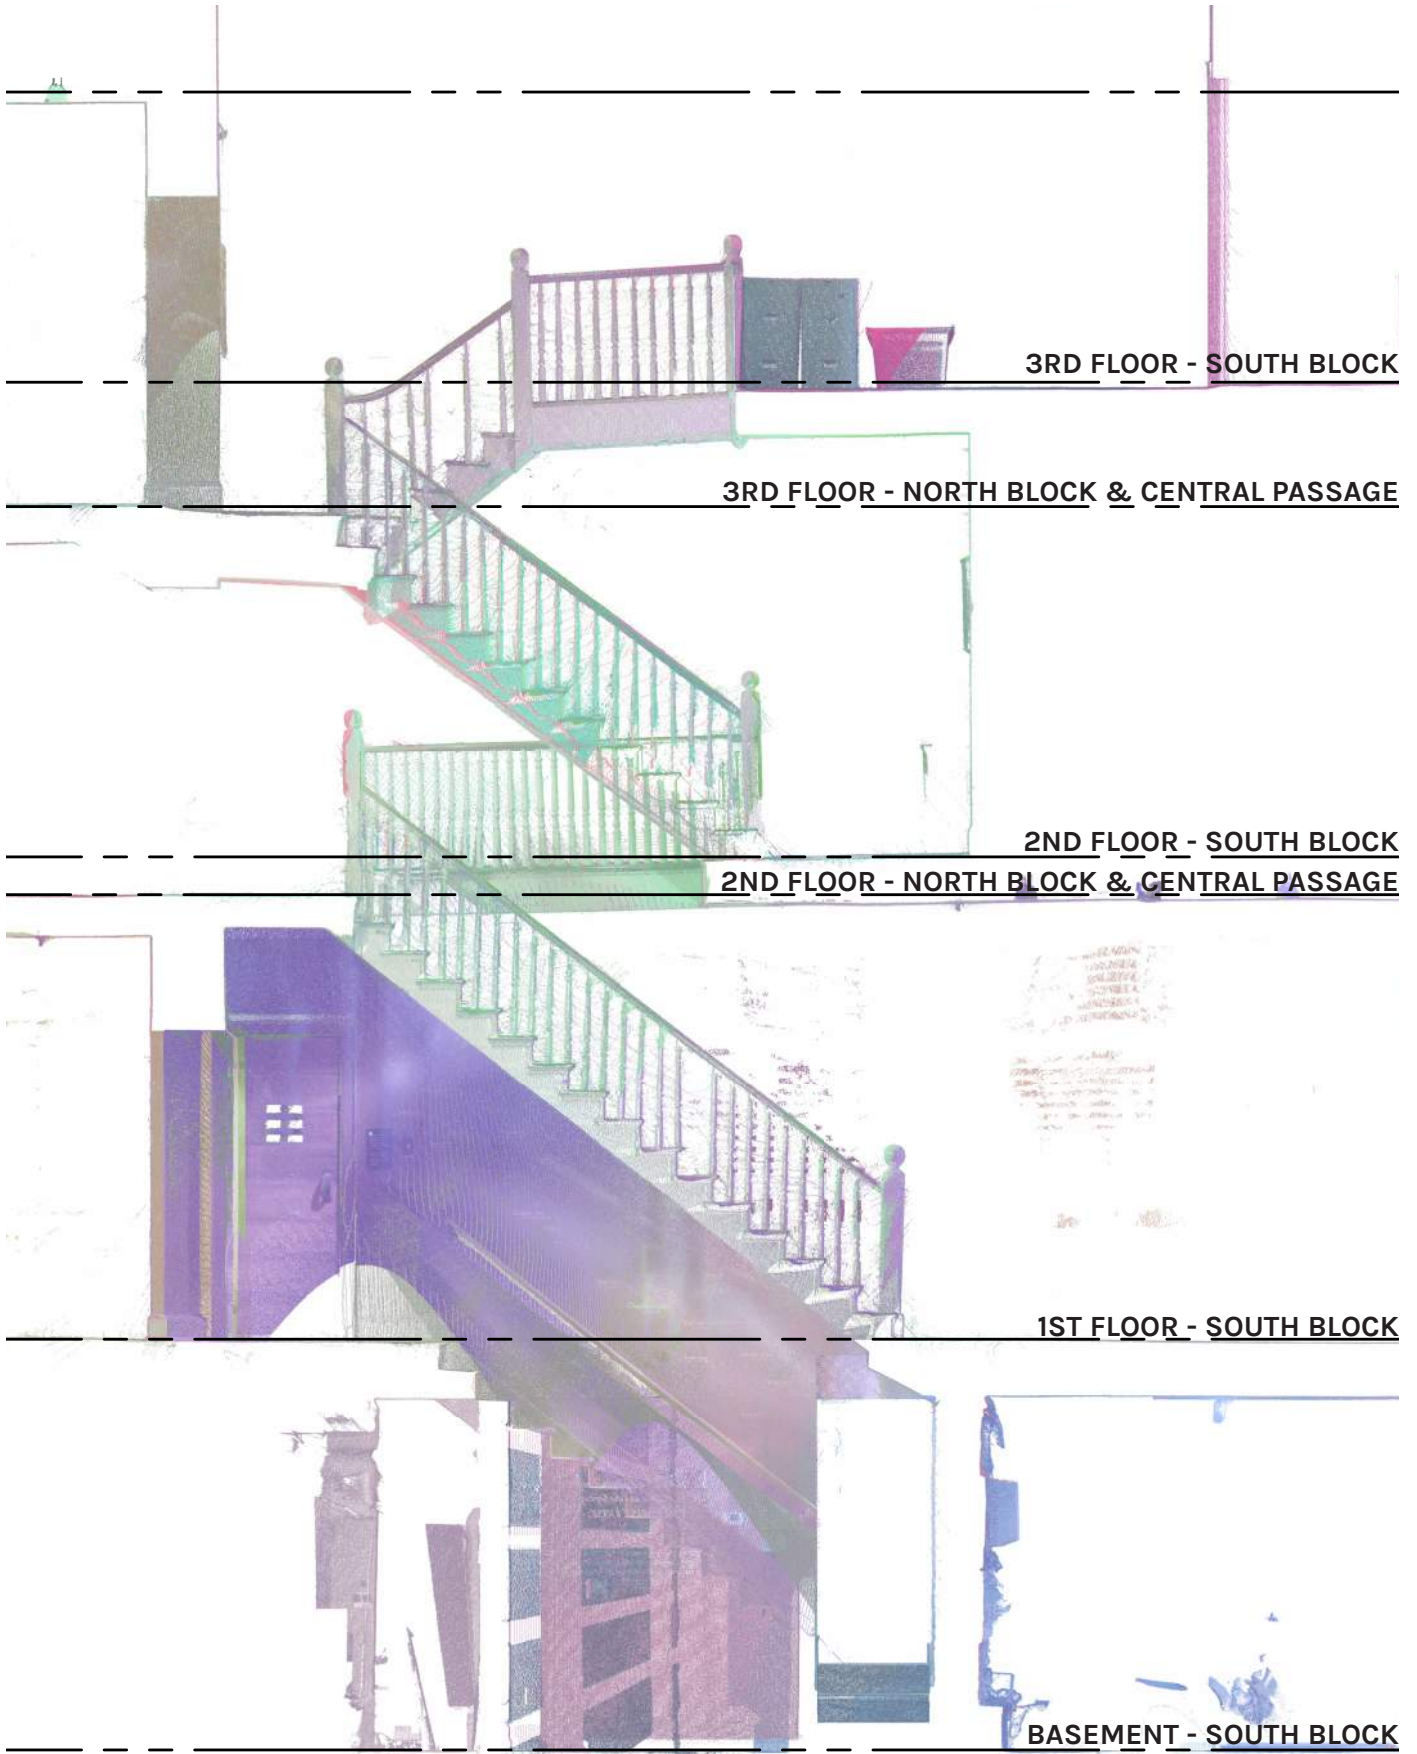 3RD FLOOR - SOUTH BLOCK
3RD FLOOR - NORTH BLOCK & CENTRAL PASSAGE
2ND FLOOR - SOUTH BLOCK
2ND FLOOR - NORTH BLOCK & CENTRAL PASSAGE
1ST FLOOR - SOUTH BLOCK
BASEMENT - SOUTH BLOCK